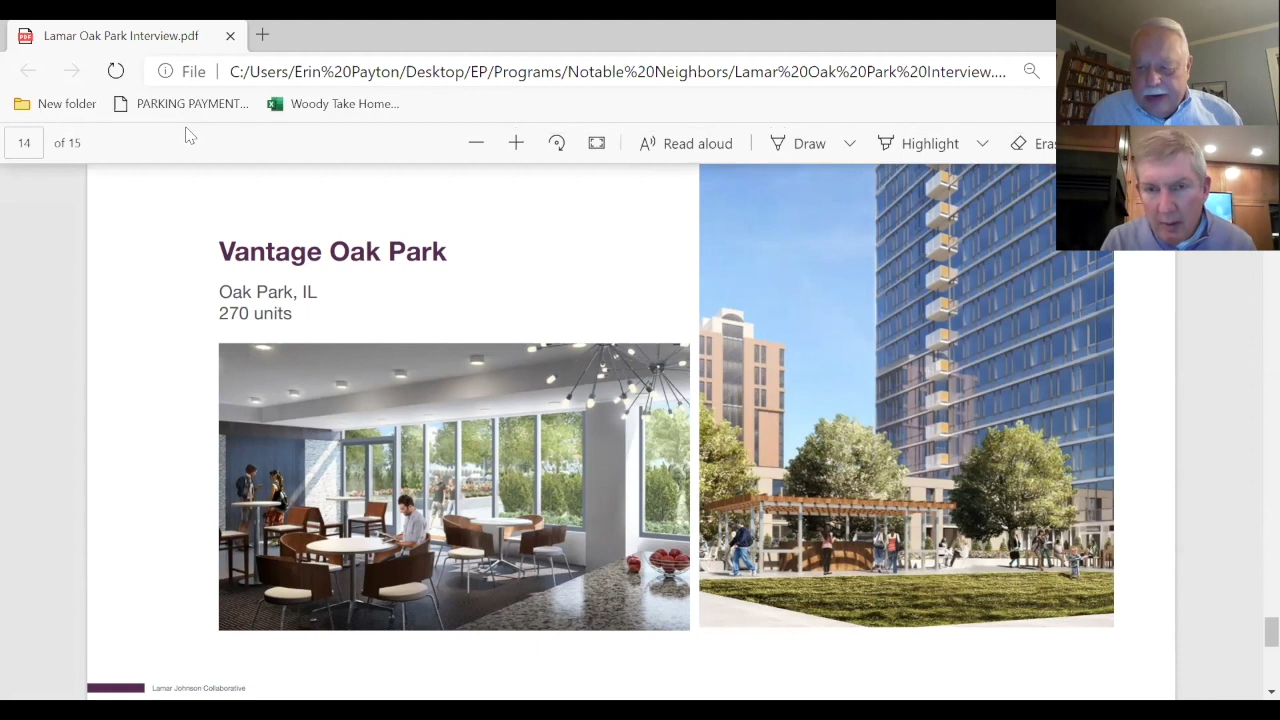 Lamar Oak Park Interview.pdf
File
C:/Users/Erin%20Payton/Desktop/EP/Programs/Notable%20Neighbors/Lamar%20Oak%20Park%20Interview....
New folder
PARKING PAYMENT...
Woody Take Home...
14 of 15
Read aloud
Draw
Highlight
Eras
Vantage Oak Park
Oak Park, IL
270 units
Lamar Johnson Collaborative